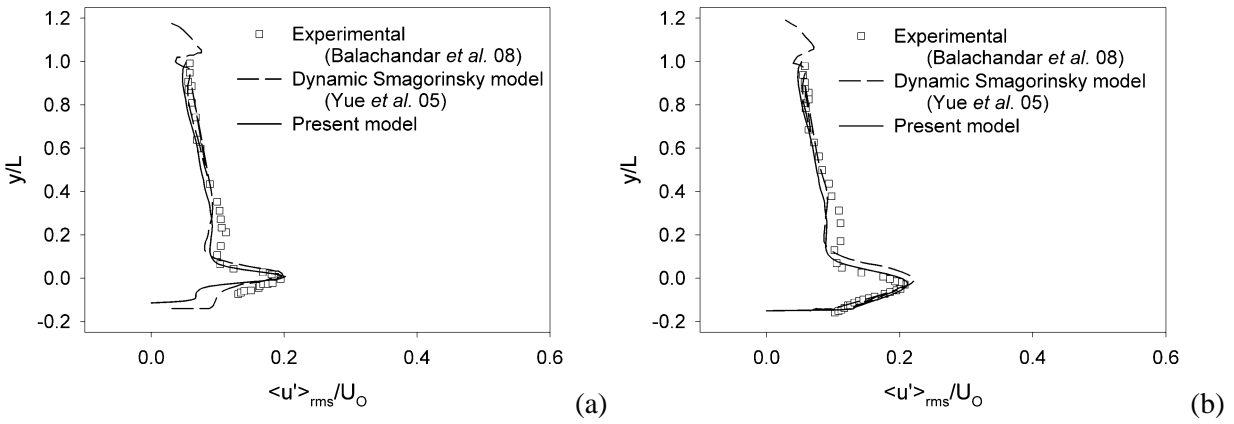 1.2
Experimental
(Balachandar et al. 08)
1.0
Dynamic Smagorinsky model
(Yue et al. 05)
0.8
Present model
y/L
0.6
0.4
0.2
0.0
-0.2
0.0 0.2 0.4 0.6
<u'>rms/UO
(a)
1.2
Experimental
(Balachandar et al. 08)
1.0
Dynamic Smagorinsky model
(Yue et al. 05)
0.8
Present model
y/L
0.6
0.4
0.2
0.0
-0.2
0.0 0.2 0.4 0.6
<u'>rms/UO
(b)